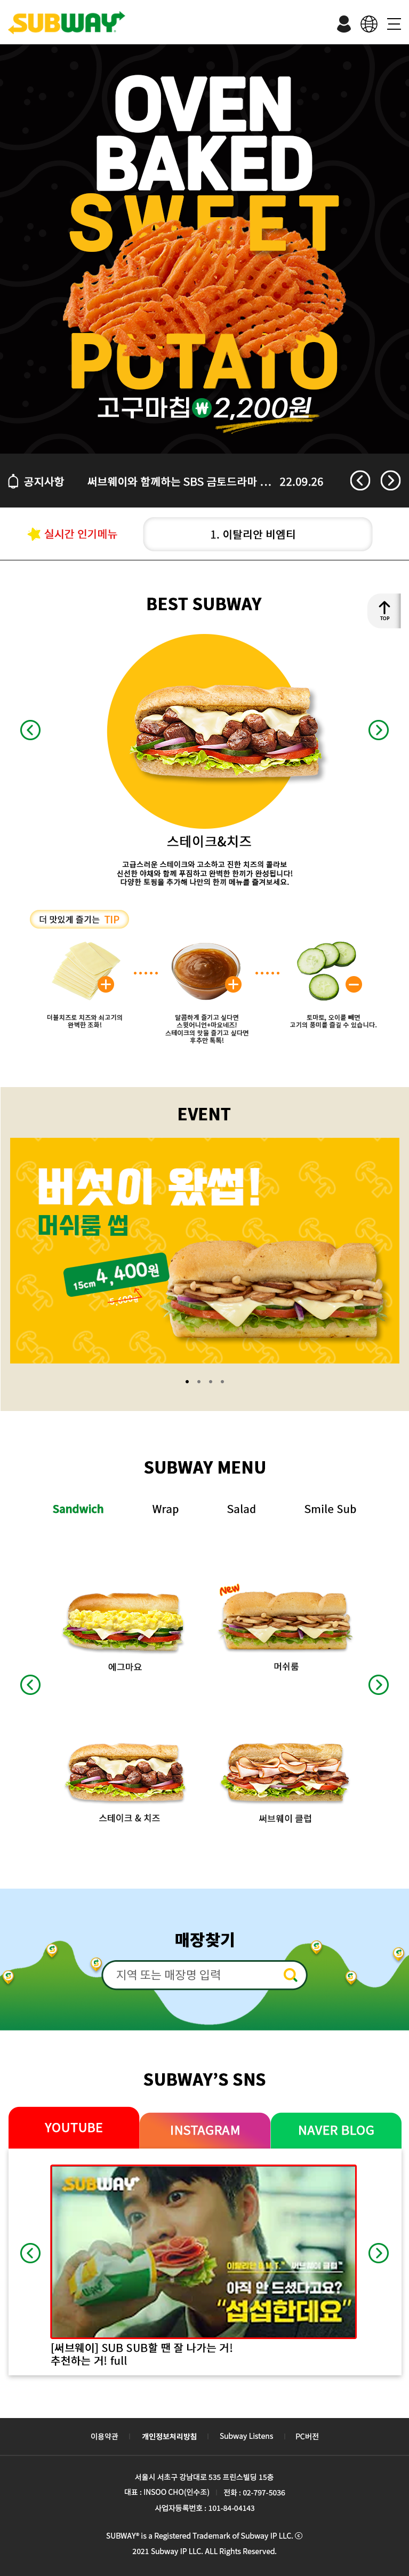 SUBWAY
OVEN
BAKED
SWEET
POTATO
고구마칩 ₩2,200원
공지사항 써브웨이와 함께하는 SBS 금토드라마 ... 22.09.26
실시간 인기메뉴 1. 이탈리안 비엠티
BEST SUBWAY
TOP
스테이크&치즈
고급스러운 스테이크와 고소하고 진한 치즈의 콜라보
신선한 야채와 함께 푸짐하고 완벽한 한끼가 완성됩니다!
다양한 토핑을 추가해 나만의 한끼 메뉴를 즐겨보세요.
더 맛있게 즐기는 TIP
더블치즈로 치즈와 쇠고기의
완벽한 조화!
달콤하게 즐기고 싶다면
스윗어니언+마요네즈!
스테이크의 맛을 즐기고 싶다면
후추만 톡톡!
토마토, 오이를 빼면
고기의 풍미를 즐길 수 있습니다.
EVENT
버섯이 왔썹!
머쉬룸 썹
15cm 4,400원
5,600원
SUBWAY MENU
Sandwich Wrap Salad Smile Sub
New
에그마요 머쉬룸
스테이크 & 치즈 써브웨이 클럽
매장찾기
지역 또는 매장명 입력
SUBWAY'S SNS
YOUTUBE INSTAGRAM NAVER BLOG
SUBWAY
이탈리안 B.M.T.™ 써브웨이 클럽™
아직 안 드셨다고요?
“섭섭한데요”
[써브웨이] SUB SUB할 땐 잘 나가는 거!
추천하는 거! full
이용약관 개인정보처리방침 Subway Listens PC버전
서울시 서초구 강남대로 535 프린스빌딩 15층
대표 : INSOO CHO(인수조) 전화 : 02-797-5036
사업자등록번호 : 101-84-04143
SUBWAY® is a Registered Trademark of Subway IP LLC. ⓒ
2021 Subway IP LLC. ALL Rights Reserved.